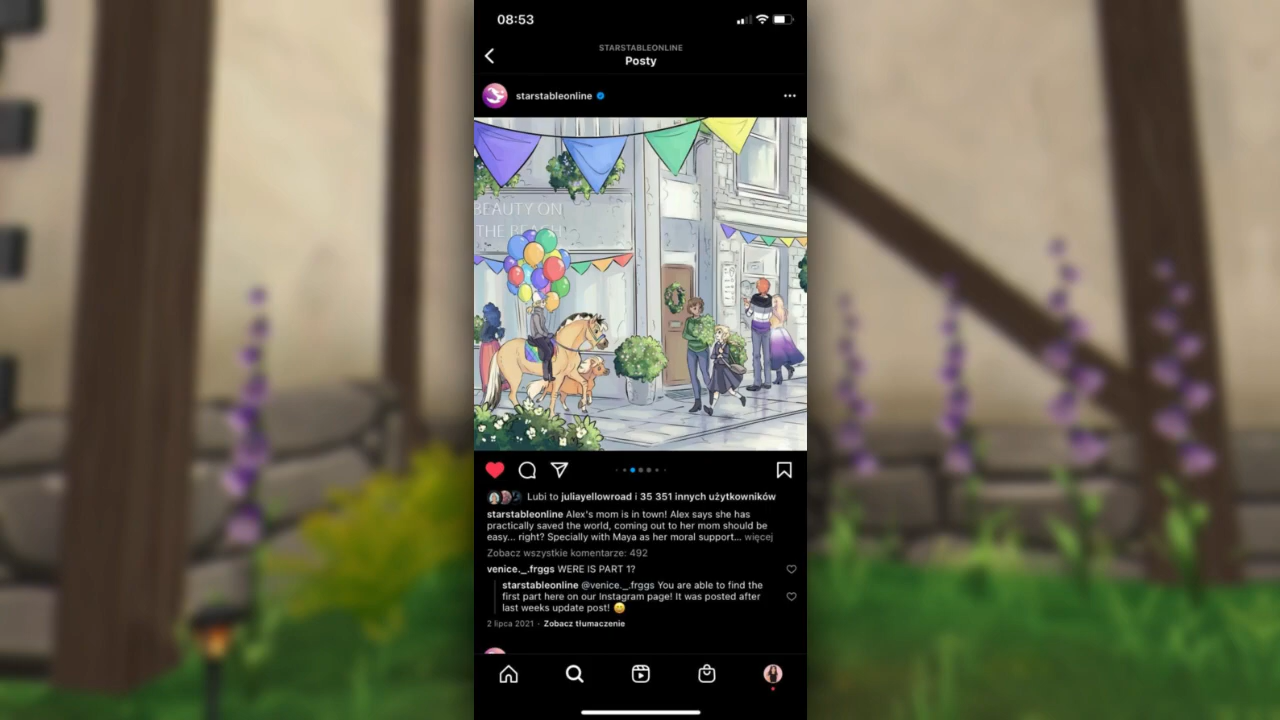 08:53
STARSTABLEONLINE
Posty
starstableonline
BEAUTY ON
THE BEACH
Lubi to juliayellowroad i 35 351 innych użytkowników
starstableonline Alex's mom is in town! Alex says she has
practically saved the world, coming out to her mom should be
easy... right? Specially with Maya as her moral support... więcej
Zobacz wszystkie komentarze: 492
venice._.frggs WERE IS PART 1?
starstableonline @venice._.frggs You are able to find the
first part here on our Instagram page! It was posted after
last weeks update post! 😄
2 lipca 2021 · Zobacz tłumaczenie